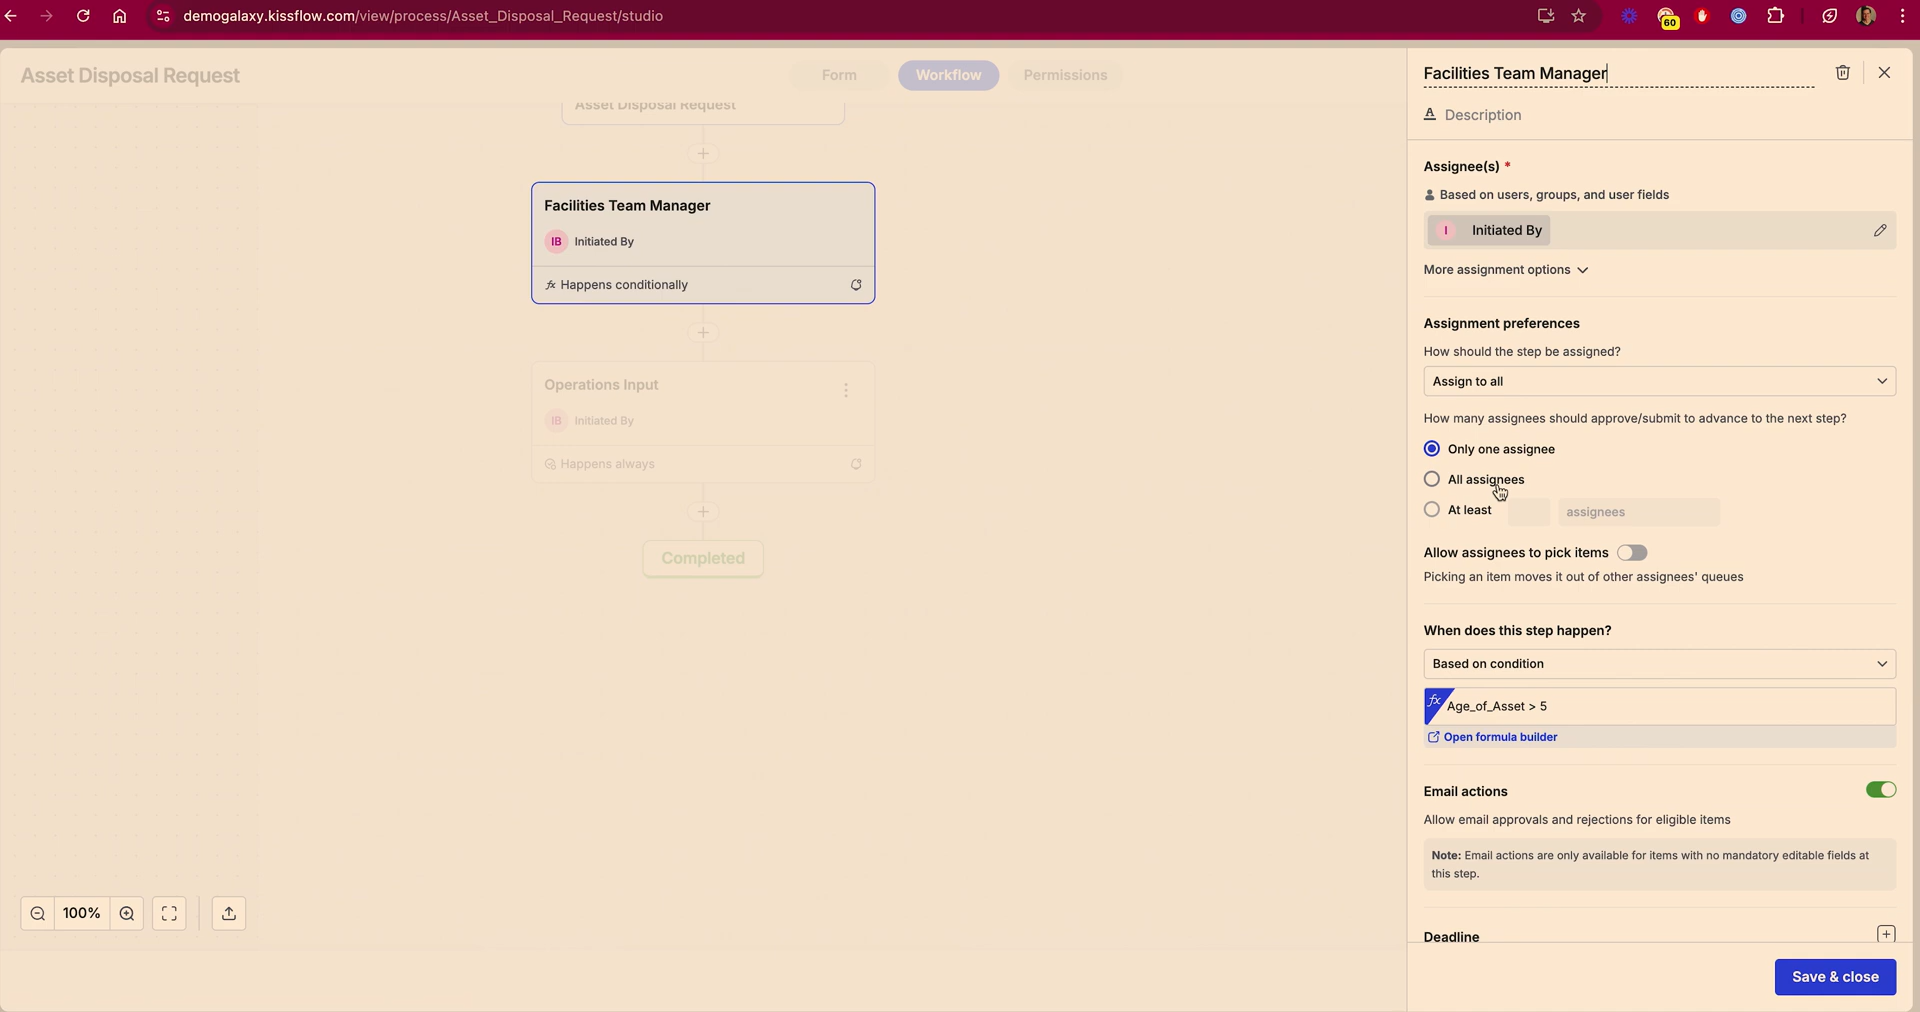 demogalaxy.kissflow.com/view/process/Asset_Disposal_Request/studio
60
Asset Disposal Request
Form
Workflow
Permissions
Asset Disposal Request
Facilities Team Manager
IB Initiated By
fx Happens conditionally
Operations Input
IB Initiated By
Happens always
Completed
100%
Facilities Team Manager
Description
Assignee(s) *
Based on users, groups, and user fields
I Initiated By
More assignment options
Assignment preferences
How should the step be assigned?
Assign to all
How many assignees should approve/submit to advance to the next step?
Only one assignee
All assignees
At least assignees
Allow assignees to pick items
Picking an item moves it out of other assignees' queues
When does this step happen?
Based on condition
fx Age_of_Asset > 5
Open formula builder
Email actions
Allow email approvals and rejections for eligible items
Note: Email actions are only available for items with no mandatory editable fields at
this step.
Deadline
Save & close